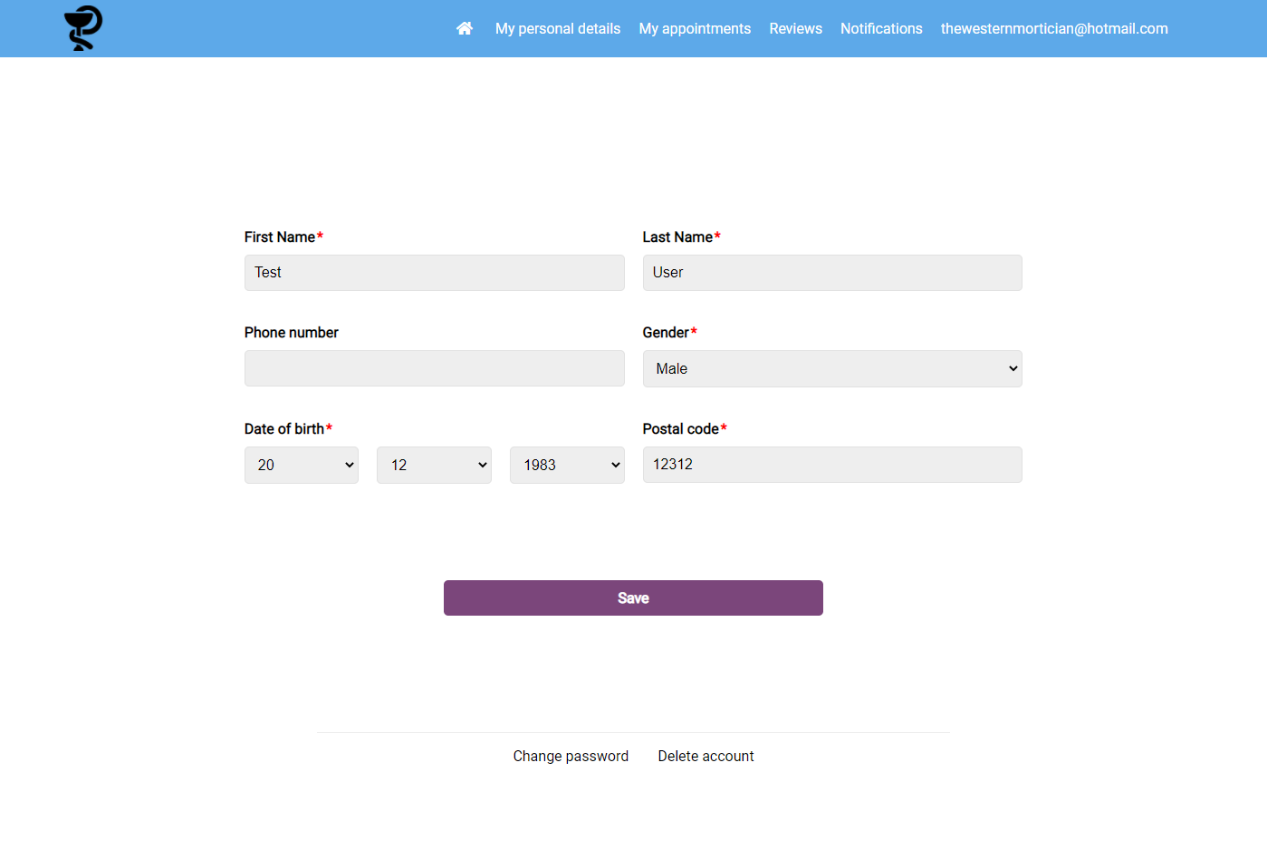 My personal details My appointments Reviews Notifications thewesternmortician@hotmail.com
First Name* Last Name*
Test User
Phone number Gender*
Male
Date of birth* Postal code*
20 12 1983 12312
Save
Change password Delete account